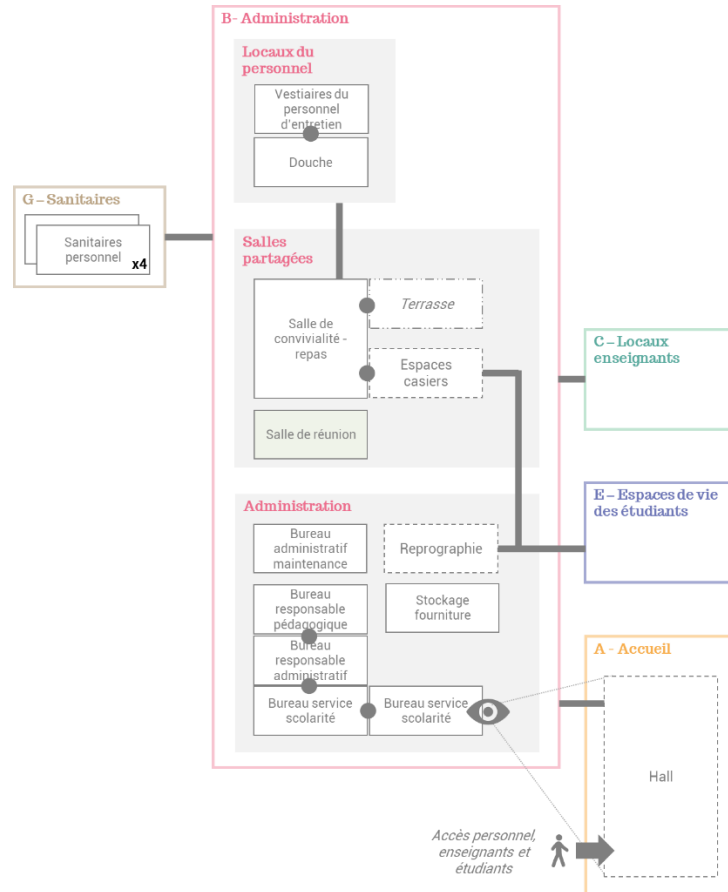 B- Administration
Locaux du
personnel
Vestiaires du
personnel
d'entretien
Douche
G – Sanitaires
Sanitaires
personnel
x4
Salles
partagées
Salle de
convivialité -
repas
Terrasse
Espaces
casiers
Salle de réunion
C – Locaux
enseignants
E – Espaces de vie
des étudiants
Administration
Bureau
administratif
maintenance
Reprographie
Bureau
responsable
pédagogique
Stockage
fourniture
Bureau
responsable
administratif
Bureau service
scolarité
Bureau service
scolarité
A - Accueil
Hall
Accès personnel,
enseignants et
étudiants